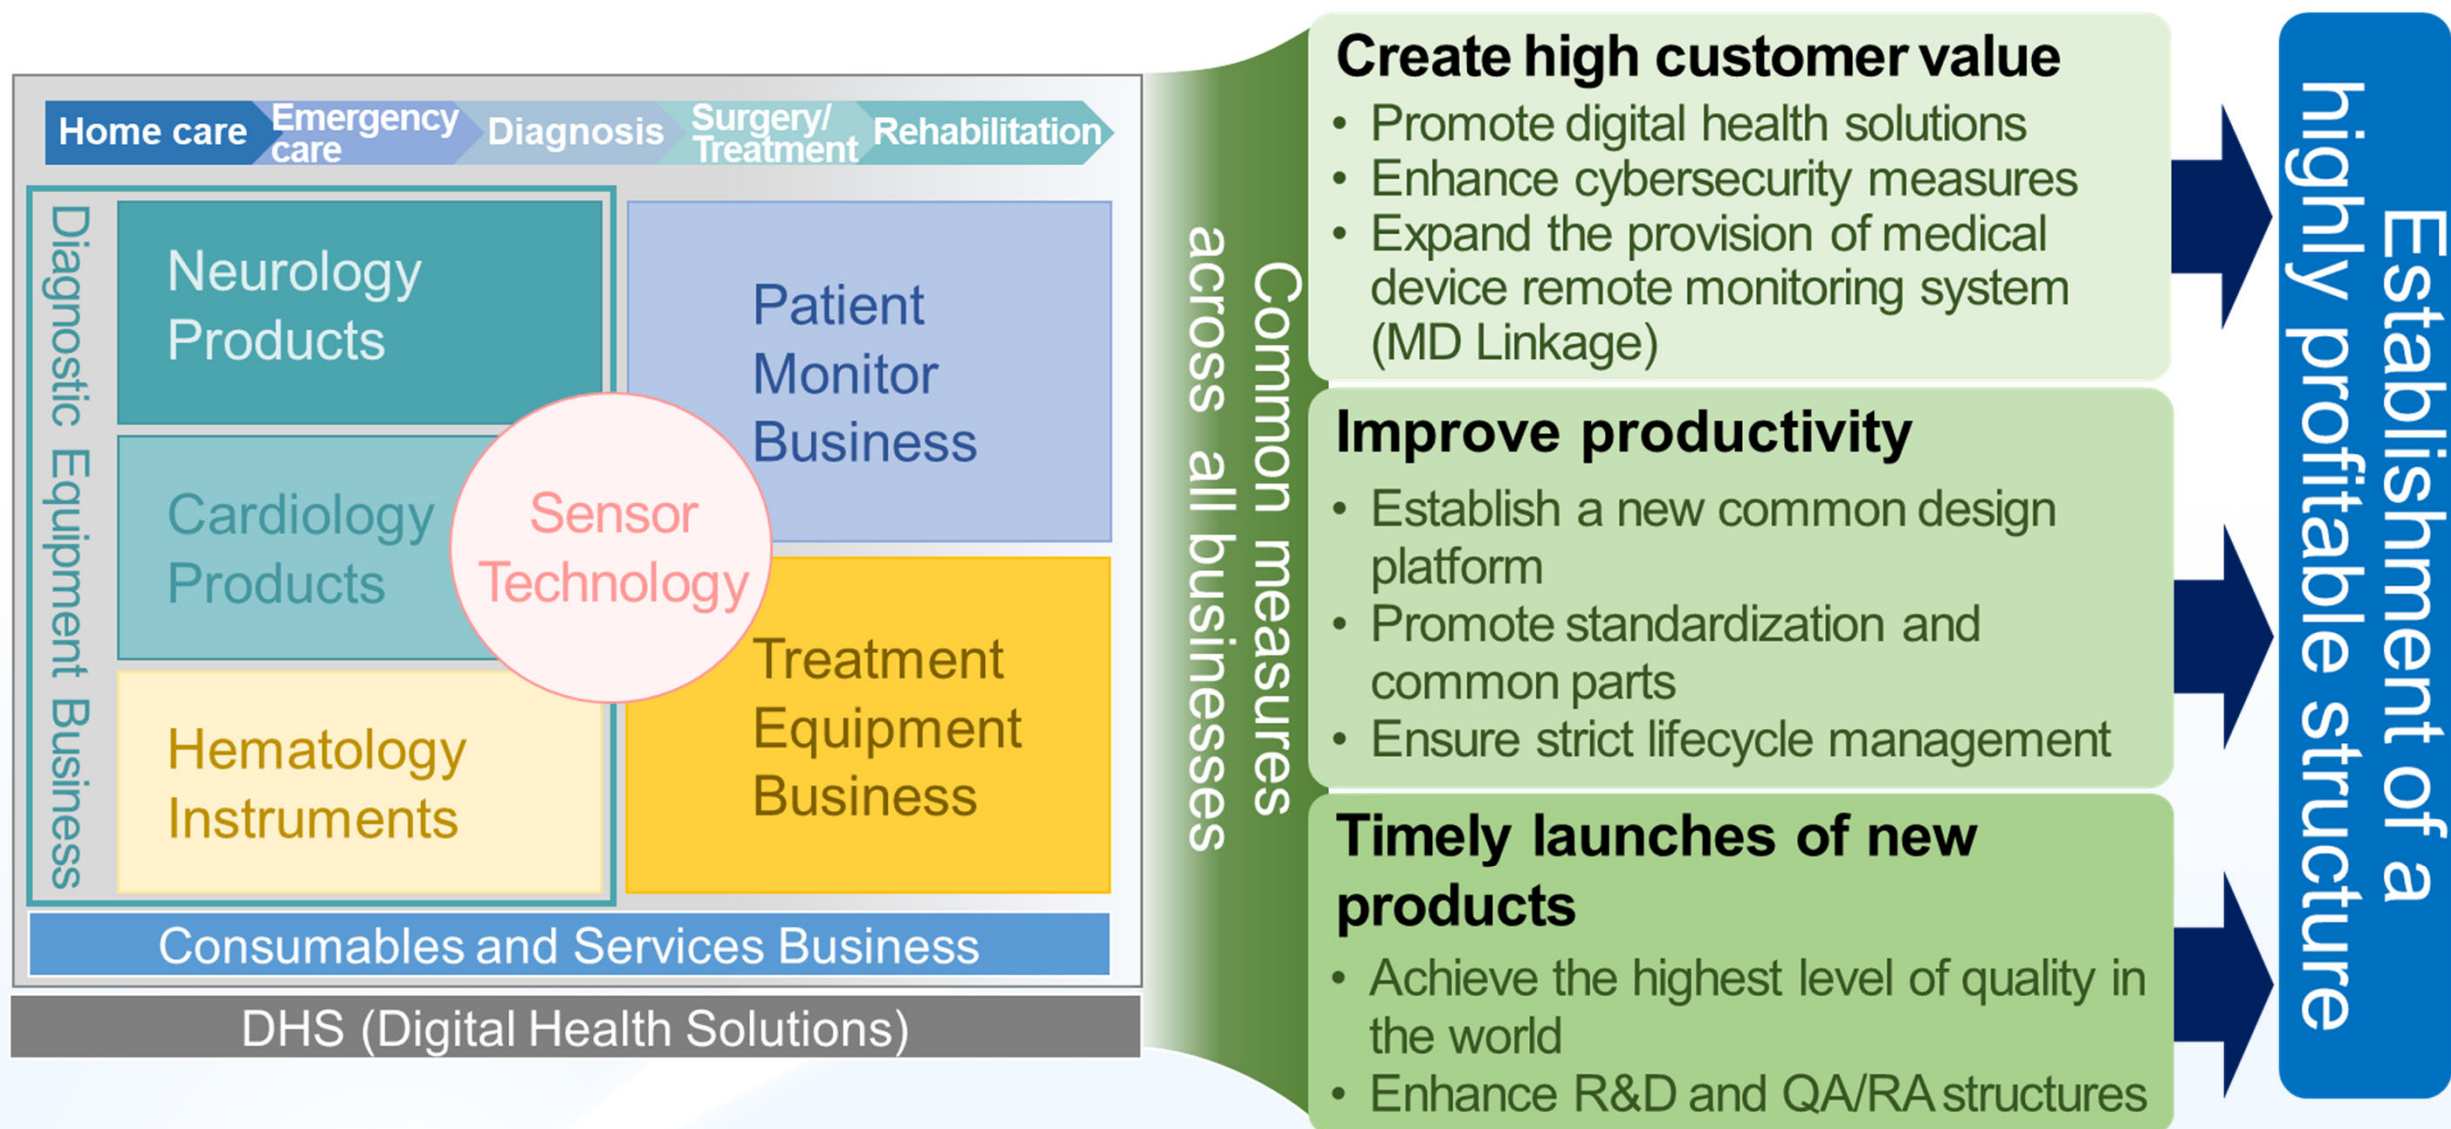 Home care
Emergency
care
Diagnosis
Surgery/
Treatment
Rehabilitation
Diagnostic Equipment Business
Neurology
Products
Cardiology
Products
Hematology
Instruments
Sensor
Technology
Patient
Monitor
Business
Treatment
Equipment
Business
Consumables and Services Business
DHS (Digital Health Solutions)
Common measures
across all businesses
Create high customer value
• Promote digital health solutions
• Enhance cybersecurity measures
• Expand the provision of medical
device remote monitoring system
(MD Linkage)
Improve productivity
• Establish a new common design
platform
• Promote standardization and
common parts
• Ensure strict lifecycle management
Timely launches of new
products
• Achieve the highest level of quality in
the world
• Enhance R&D and QA/RA structures
Establishment of a
highly profitable structure